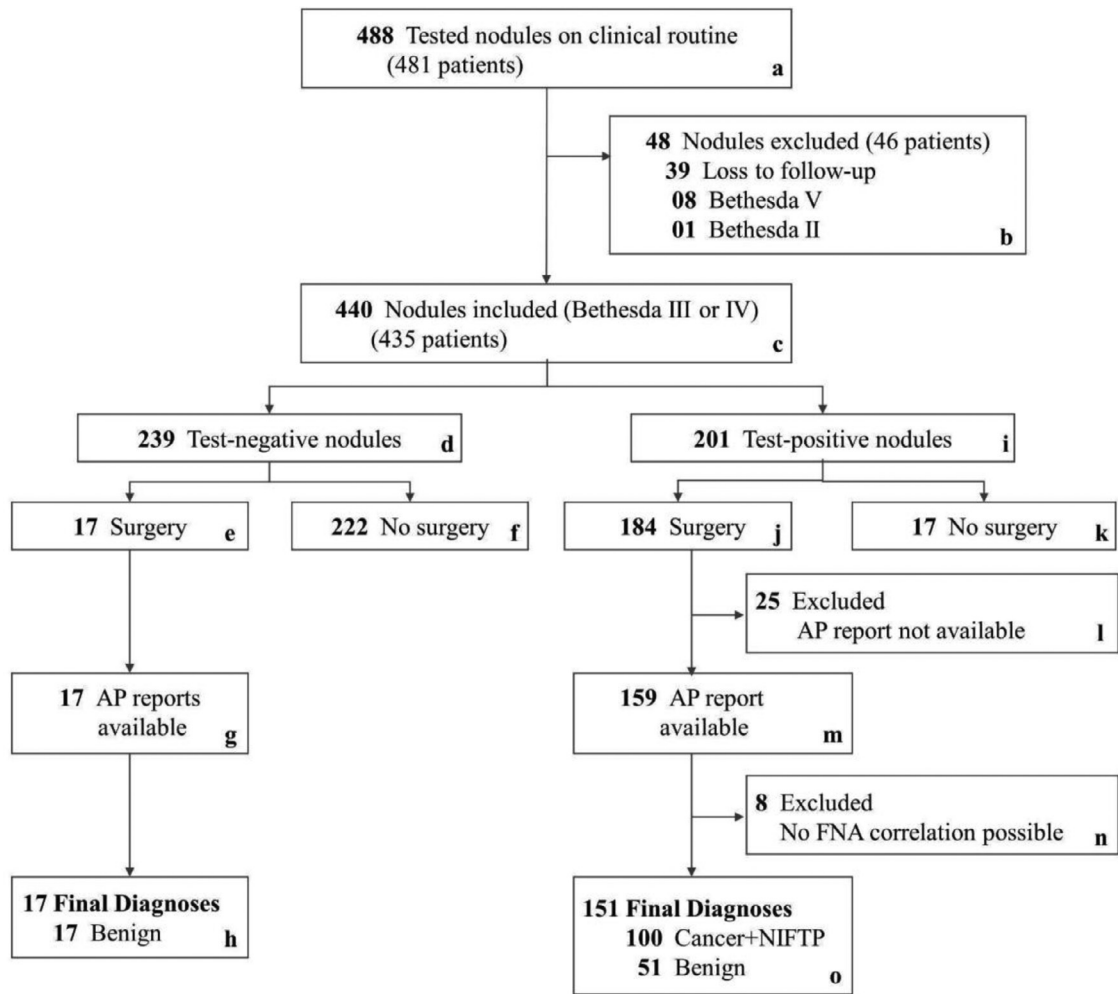 488 Tested nodules on clinical routine
(481 patients)
a
48 Nodules excluded (46 patients)
39 Loss to follow-up
08 Bethesda V
01 Bethesda II
b
440 Nodules included (Bethesda III or IV)
(435 patients)
c
239 Test-negative nodules
d
201 Test-positive nodules
i
17 Surgery
e
222 No surgery
f
184 Surgery
j
17 No surgery
k
25 Excluded
AP report not available
l
17 AP reports
available
g
159 AP report
available
m
8 Excluded
No FNA correlation possible
n
17 Final Diagnoses
17 Benign
h
151 Final Diagnoses
100 Cancer+NIFTP
51 Benign
o